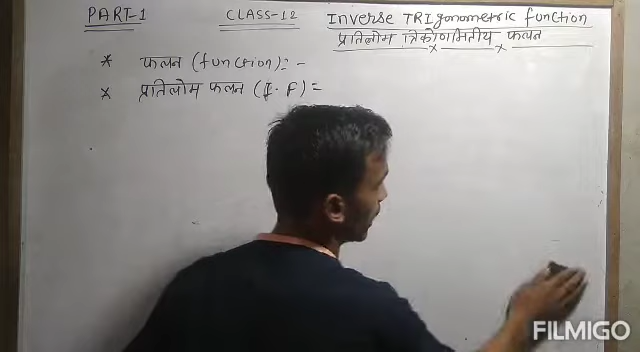 PART-1 CLASS-12 Inverse TRIgonometric function
प्रतिलोम त्रिकोणमितीय फलन
* फलन (function):-
* प्रतिलोम फलन (I.F) =
FILMIGO